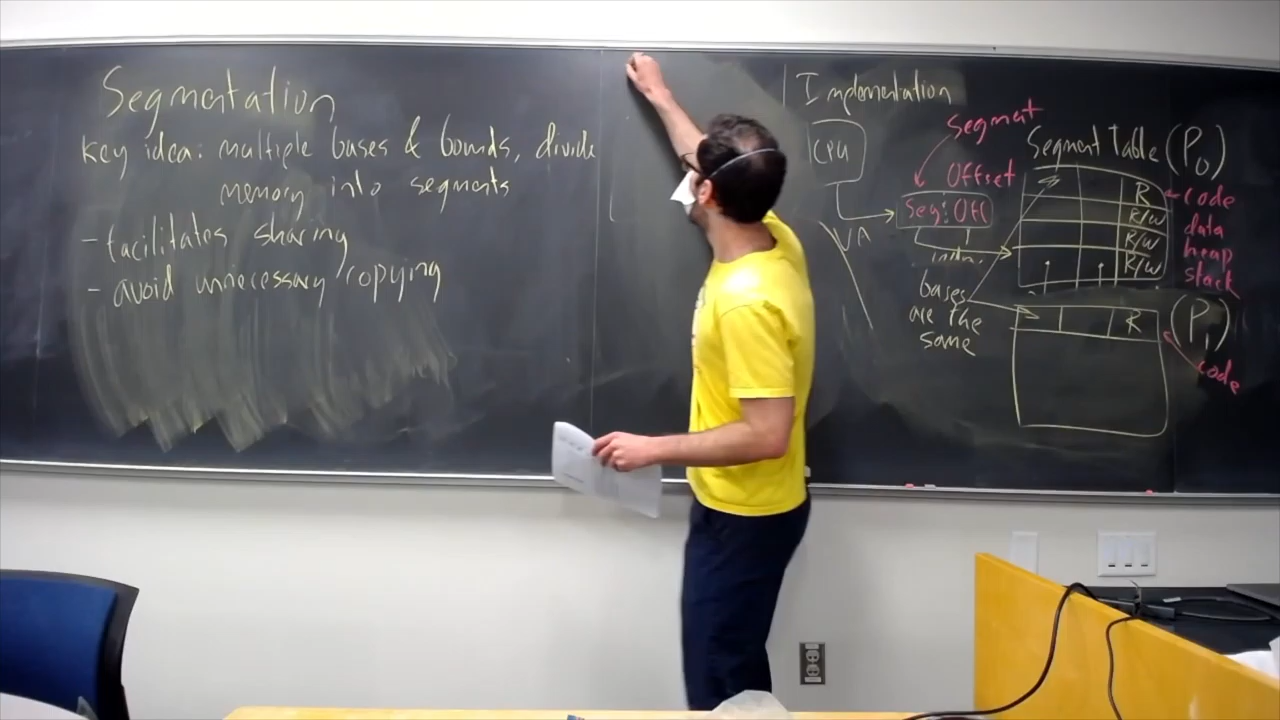 Segmentation
Key idea: multiple bases & bounds, divide
memory into segments
- facilitates sharing
- avoid unnecessary copying
Implementation
CPU
VA
Segment
Offset
Seg: Off
indx.
bases
are the
same
Segment Table (P0)
R
R/W
R/W
R/W
code
data
heap
stack
R
(P1)
code